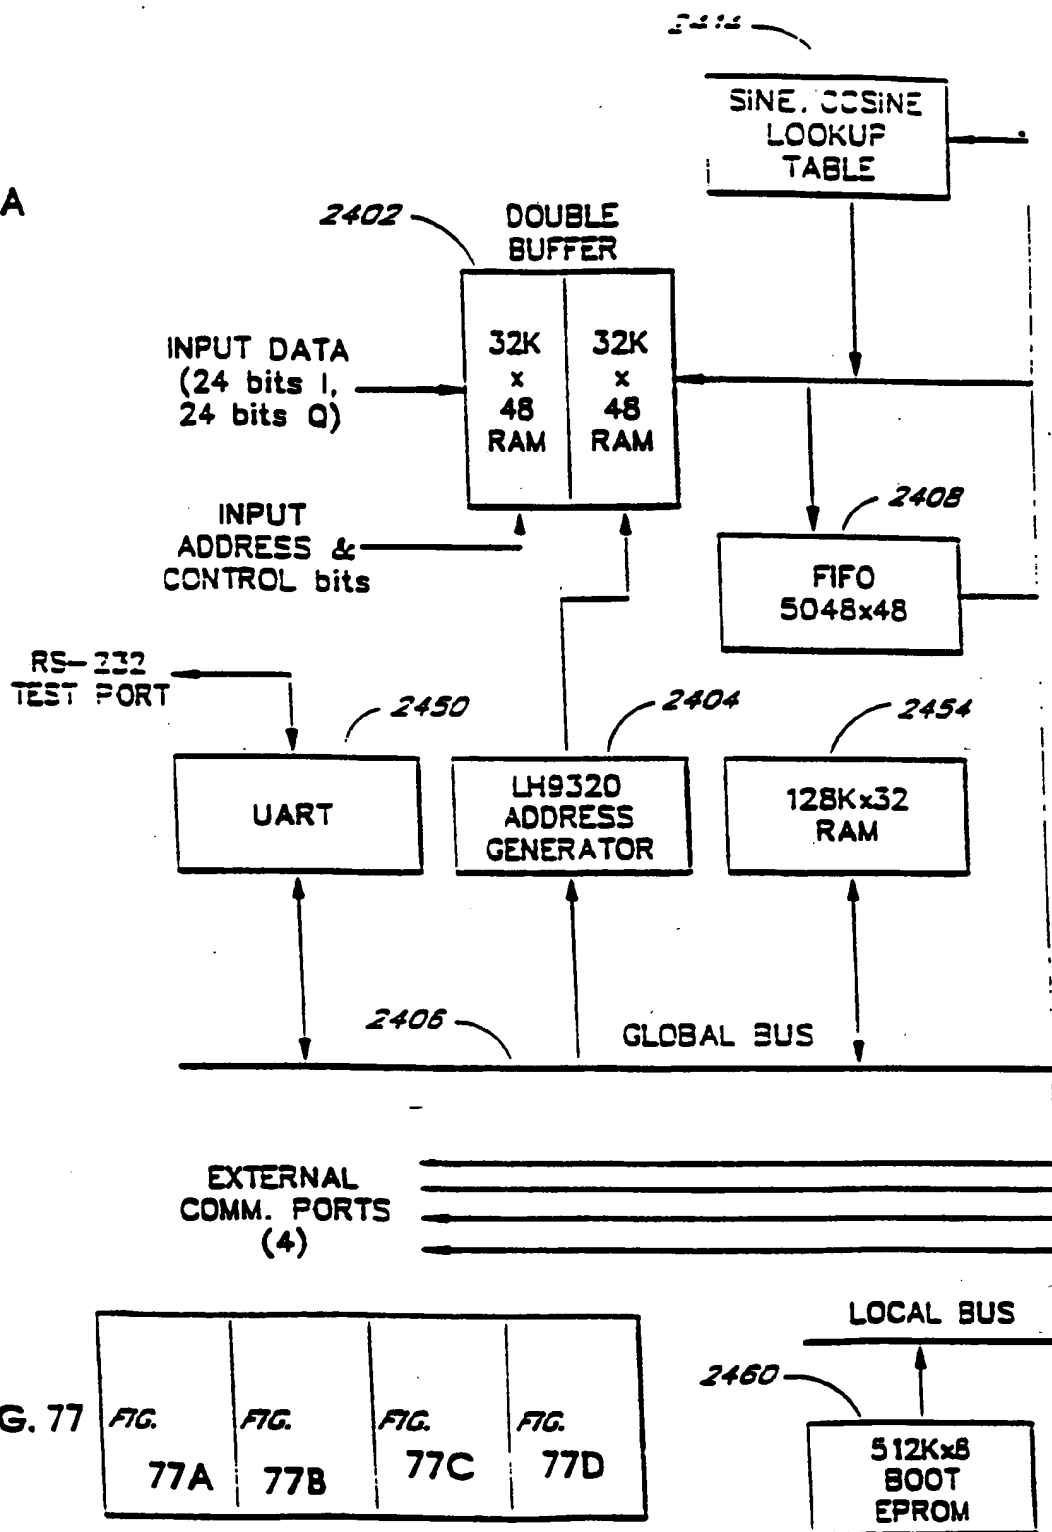 2414
SINE, COSINE
LOOKUP
TABLE
A
2402
DOUBLE
BUFFER
INPUT DATA
(24 bits I,
24 bits Q)
32K
x
48
RAM
32K
x
48
RAM
INPUT
ADDRESS &
CONTROL bits
2408
FIFO
5048x48
RS-232
TEST PORT
2450
UART
2404
LH9320
ADDRESS
GENERATOR
2454
128Kx32
RAM
2406
GLOBAL BUS
EXTERNAL
COMM. PORTS
(4)
LOCAL BUS
2460
512Kx8
BOOT
EPROM
G. 77
FIG.
77A
FIG.
77B
FIG.
77C
FIG.
77D